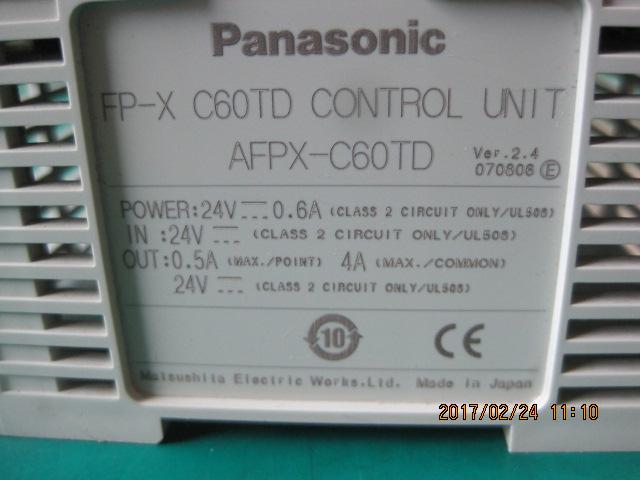 Panasonic
FP-X C60TD CONTROL UNIT
AFPX-C60TD
Ver.2.4
070806 Ⓔ
POWER:24V⎓0.6A (CLASS 2 CIRCUIT ONLY/UL508)
IN :24V ⎓ (CLASS 2 CIRCUIT ONLY/UL508)
OUT:0.5A (MAX./POINT) 4A (MAX./COMMON)
24V ⎓ (CLASS 2 CIRCUIT ONLY/UL508)
10 CE
Matsushita Electric Works.Ltd. Made in Japan
2017/02/24 11:10